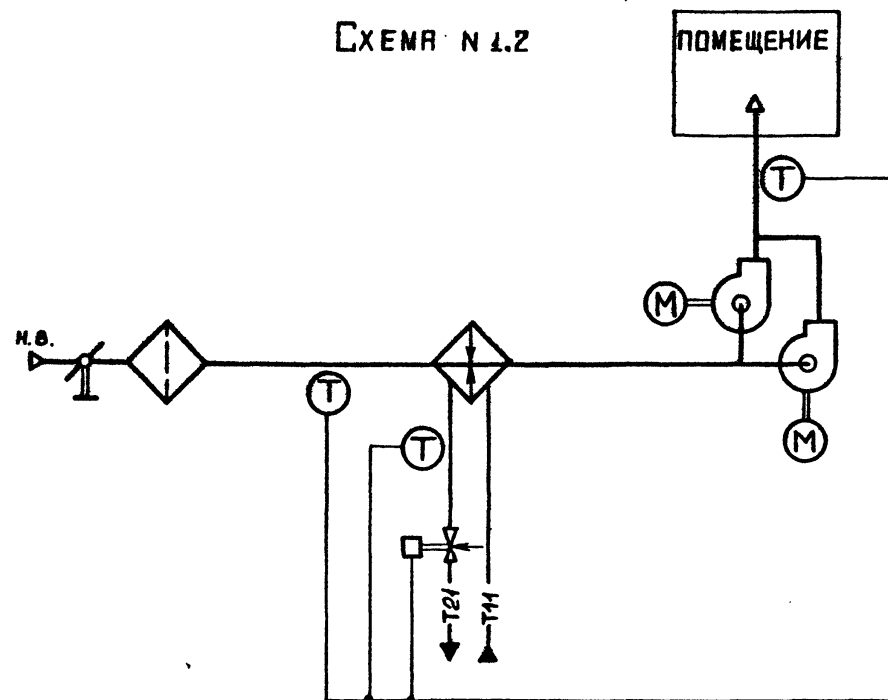 Схема N 1.2
ПОМЕЩЕНИЕ
Т
М
Н.В.
Т
Т
М
Т21
Т11